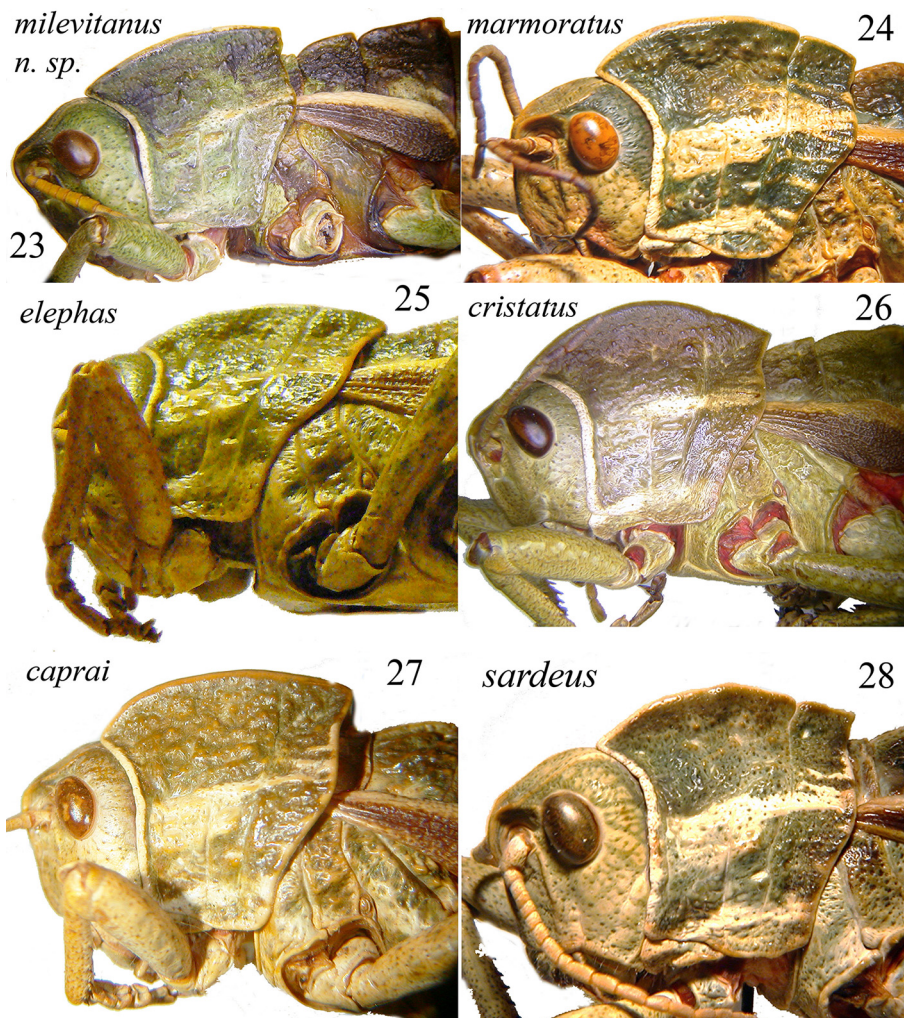 milevitanus
n. sp.
23
marmoratus
24
elephas
25
cristatus
26
caprai
27
sardeus
28